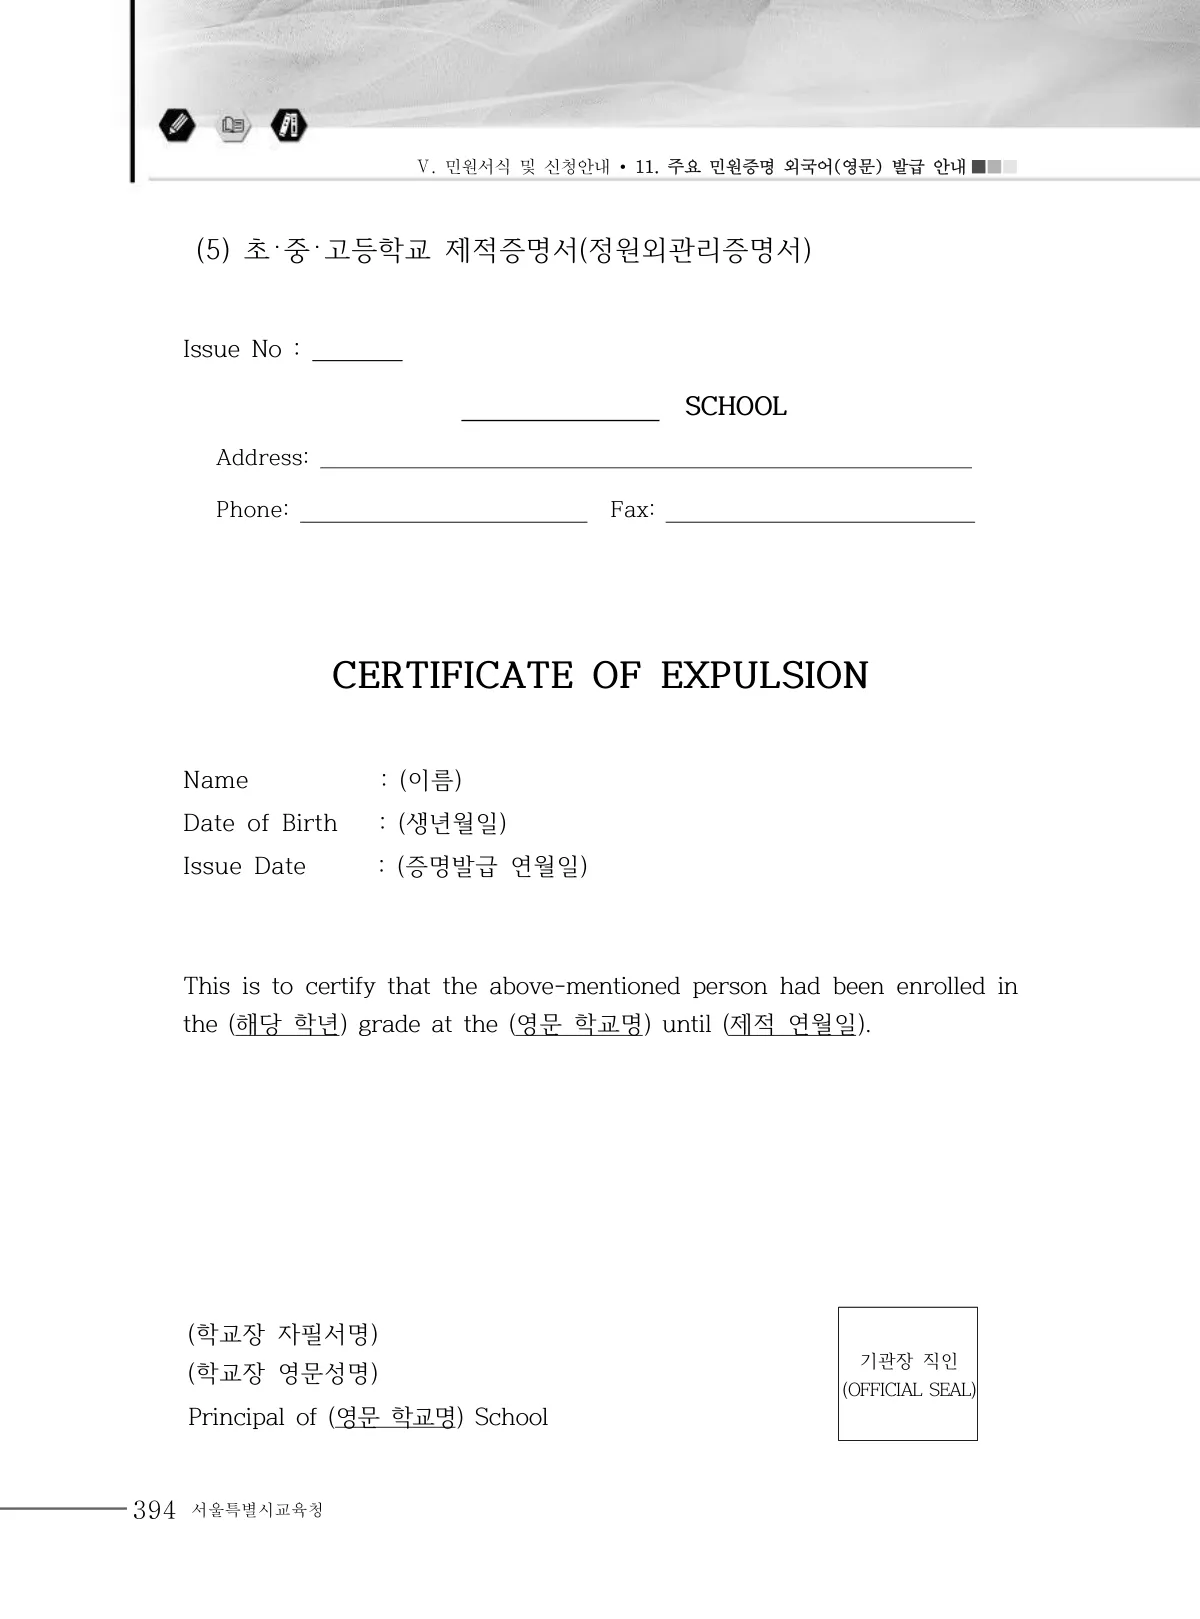 Ⅴ. 민원서식 및 신청안내 • 11. 주요 민원증명 외국어(영문) 발급 안내
(5) 초·중·고등학교 제적증명서(정원외관리증명서)
Issue No :
SCHOOL
Address:
Phone: Fax:
CERTIFICATE OF EXPULSION
Name : (이름)
Date of Birth : (생년월일)
Issue Date : (증명발급 연월일)
This is to certify that the above-mentioned person had been enrolled in
the (해당 학년) grade at the (영문 학교명) until (제적 연월일).
(학교장 자필서명)
(학교장 영문성명)
Principal of (영문 학교명) School
기관장 직인
(OFFICIAL SEAL)
394 서울특별시교육청